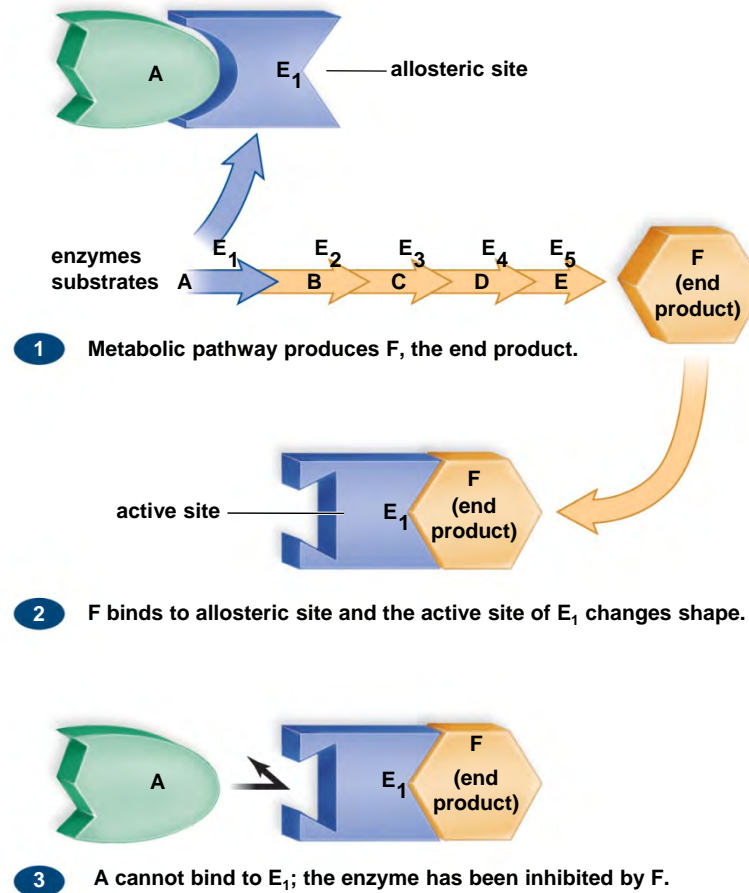 A
E₁
allosteric site
enzymes
E₁ E₂ E₃ E₄ E₅
substrates A B C D E
F
(end
product)
1 Metabolic pathway produces F, the end product.
active site
E₁
F
(end
product)
2 F binds to allosteric site and the active site of E₁ changes shape.
A
E₁
F
(end
product)
3 A cannot bind to E₁; the enzyme has been inhibited by F.